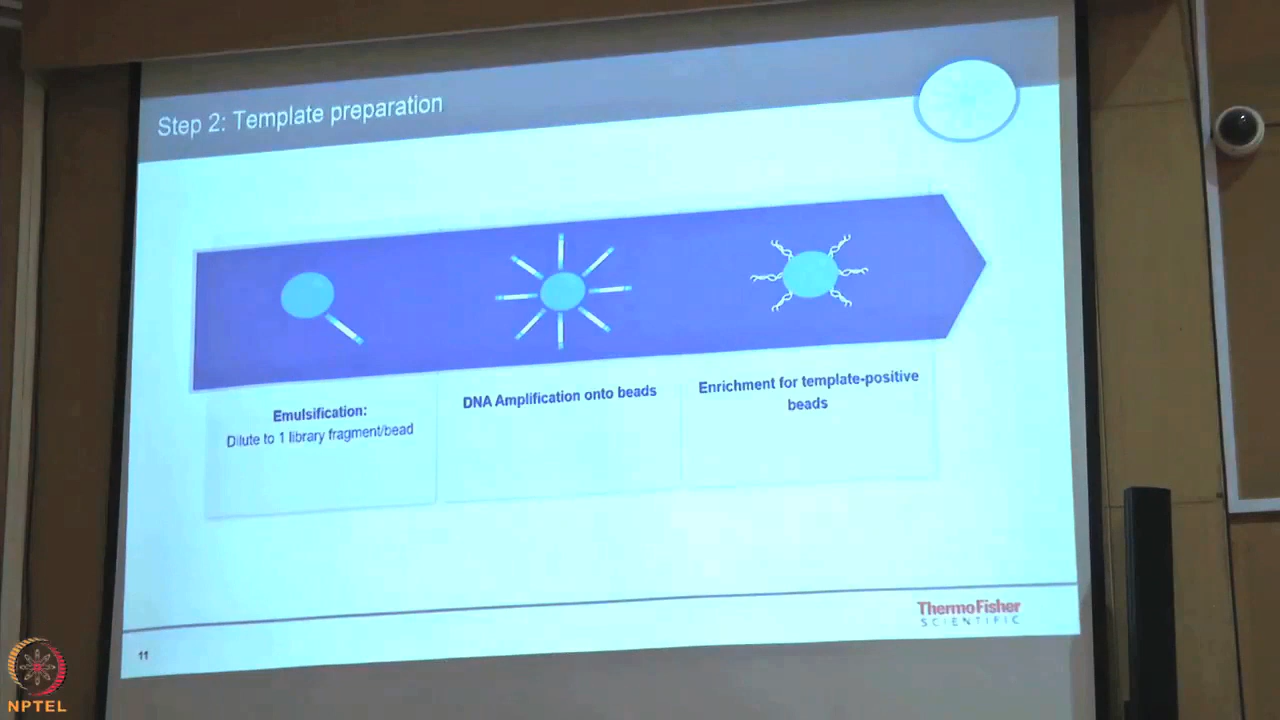 Step 2: Template preparation
Emulsification:
Dilute to 1 library fragment/bead
DNA Amplification onto beads
Enrichment for template-positive
beads
ThermoFisher
SCIENTIFIC
11
NPTEL